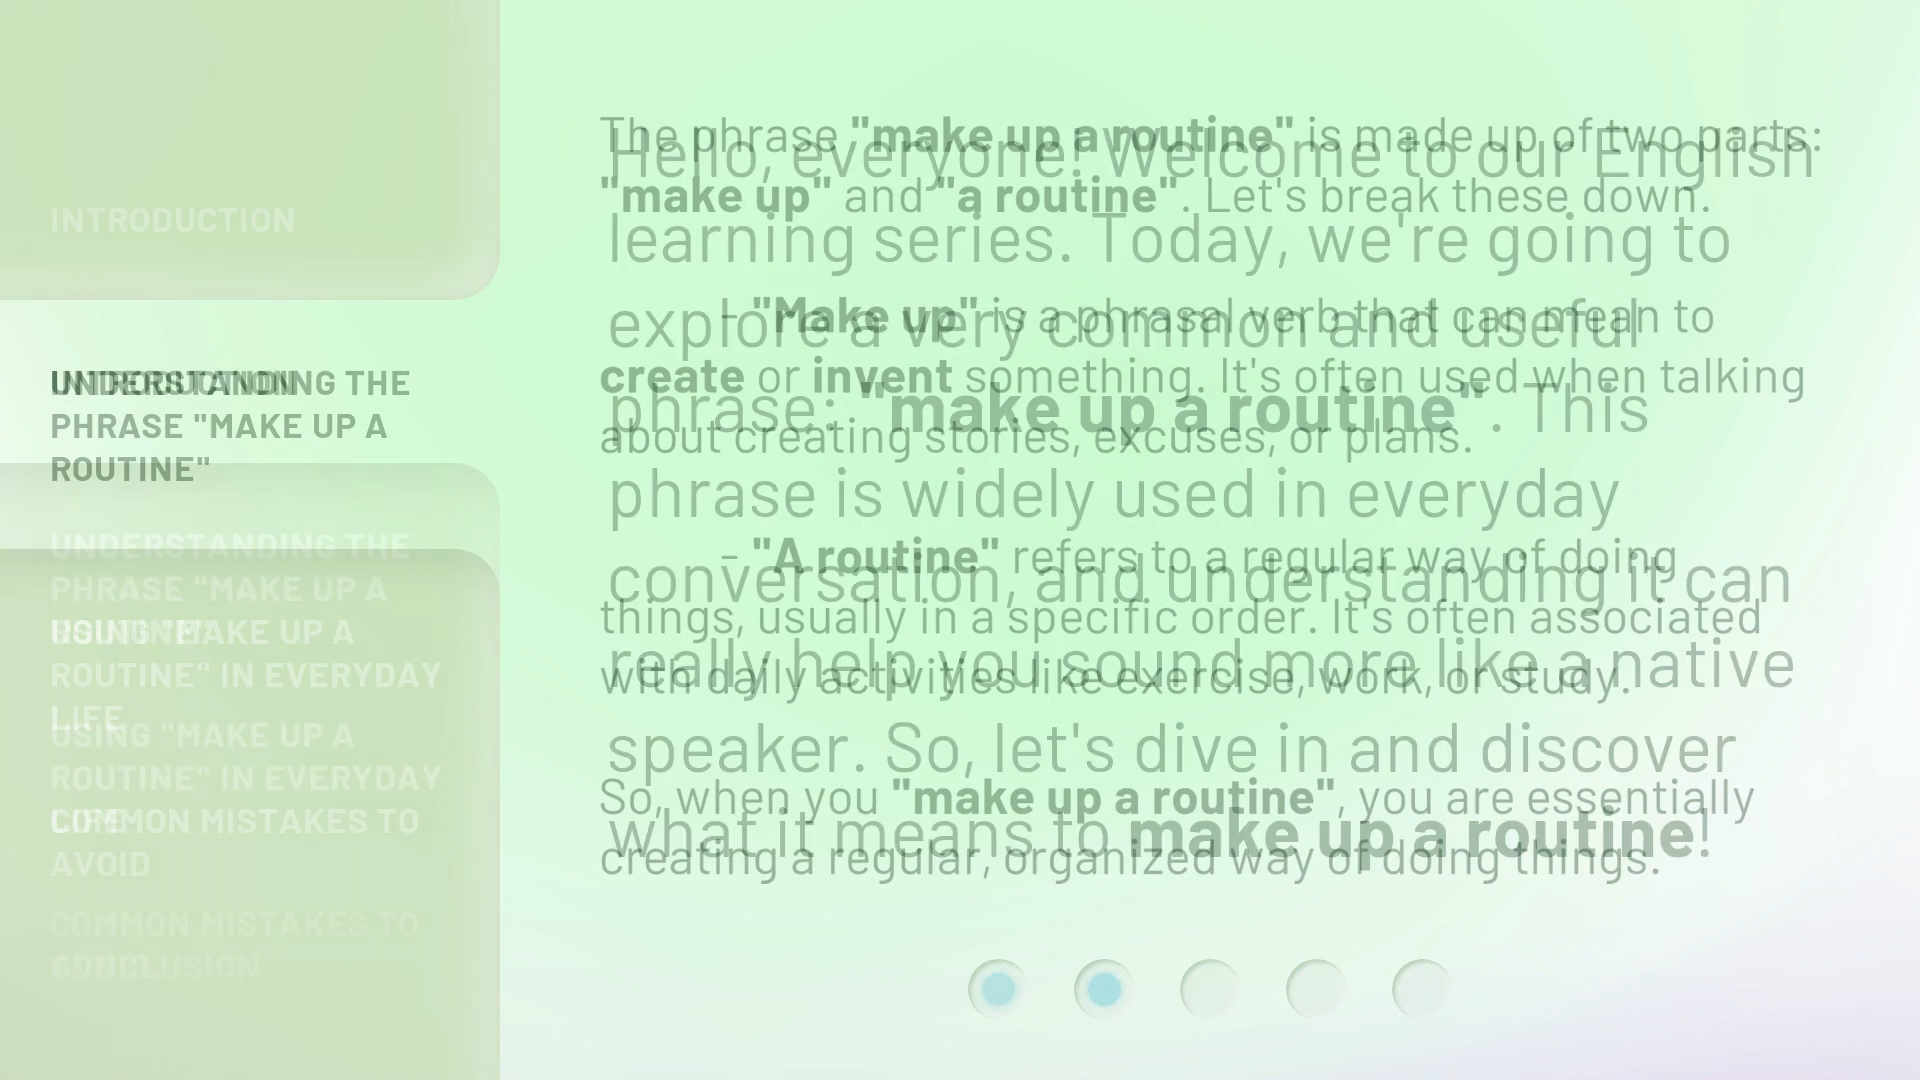 INTRODUCTION
INTRODUCTION
UNDERSTANDING THE
PHRASE "MAKE UP A
ROUTINE"
UNDERSTANDING THE
PHRASE "MAKE UP A
ROUTINE"
USING "MAKE UP A
ROUTINE" IN EVERYDAY
LIFE
USING "MAKE UP A
ROUTINE" IN EVERYDAY
LIFE
COMMON MISTAKES TO
AVOID
COMMON MISTAKES TO
AVOID
CONCLUSION
The phrase "make up a routine" is made up of two parts:
"make up" and "a routine". Let's break these down.
- "Make up" is a phrasal verb that can mean to
create or invent something. It's often used when talking
about creating stories, excuses, or plans.
- "A routine" refers to a regular way of doing
things, usually in a specific order. It's often associated
with daily activities like exercise, work, or study.
So, when you "make up a routine", you are essentially
creating a regular, organized way of doing things.
Hello, everyone! Welcome to our English
learning series. Today, we're going to
explore a very common and useful
phrase: "make up a routine". This
phrase is widely used in everyday
conversation, and understanding it can
really help you sound more like a native
speaker. So, let's dive in and discover
what it means to make up a routine!